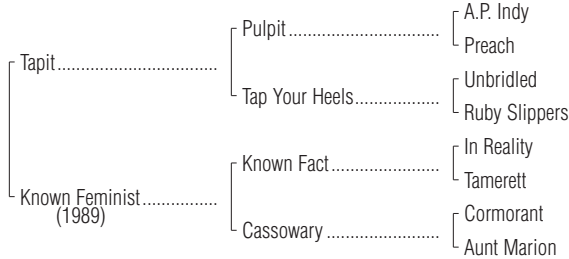 A.P. Indy
Pulpit
Preach
Tapit
Unbridled
Tap Your Heels
Ruby Slippers
In Reality
Known Fact
Tamerett
Known Feminist
(1989)
Cormorant
Cassowary
Aunt Marion